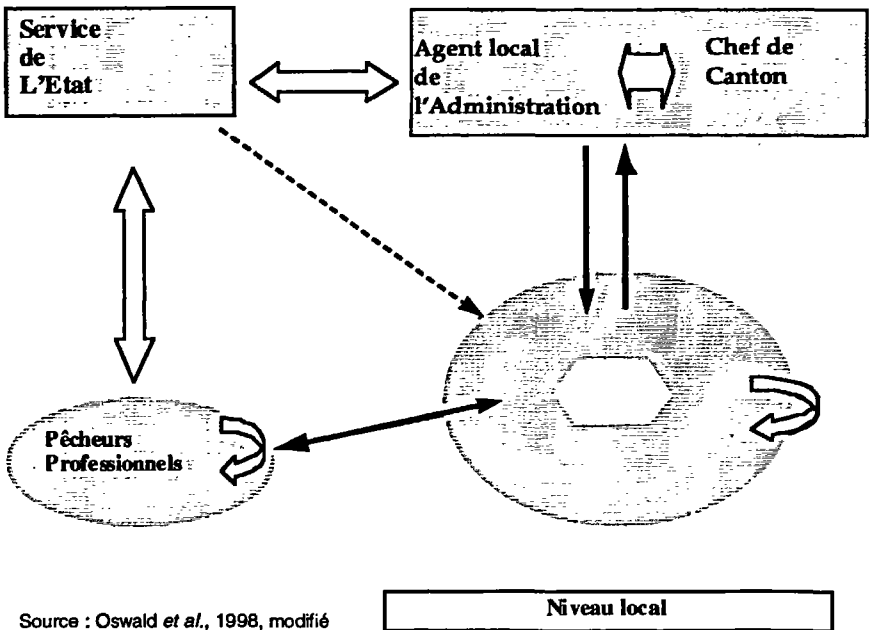 Service
de
L'Etat
Agent local
de
l'Administration
Chef de
Canton
Pêcheurs
Professionnels
Source : Oswald et al., 1998, modifié
Niveau local